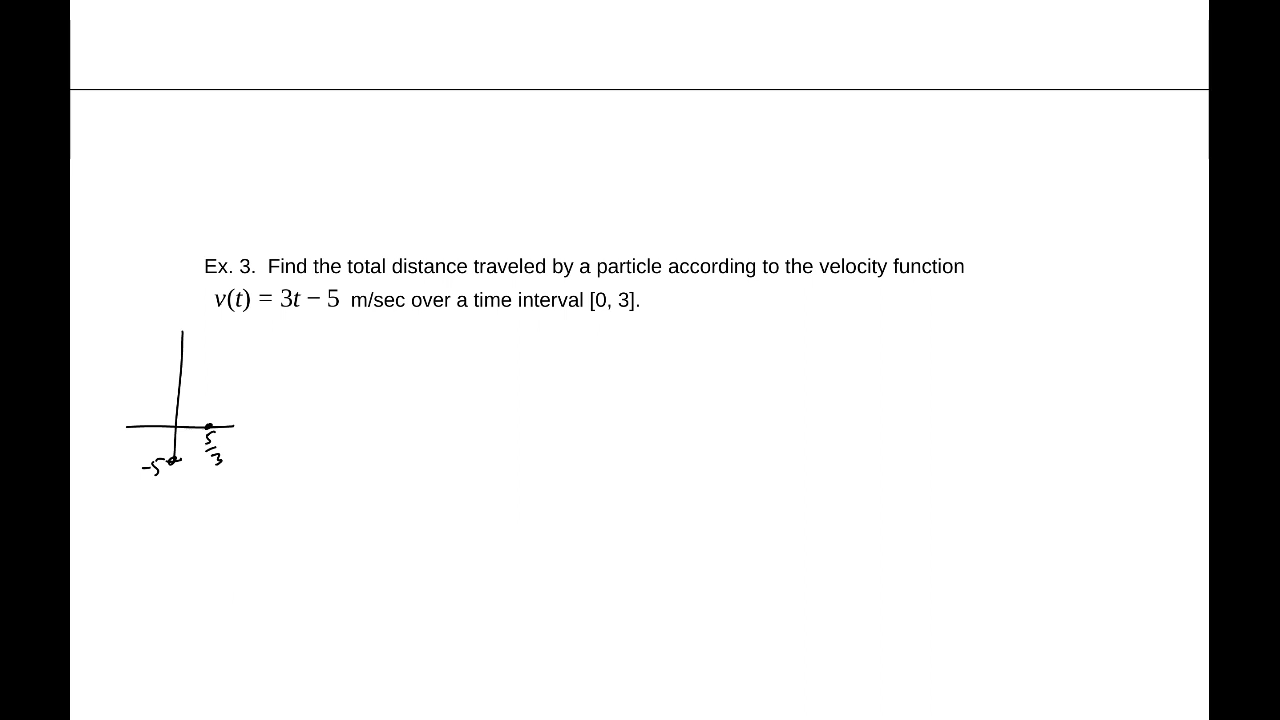 Ex. 3.  Find the total distance traveled by a particle according to the velocity function
v(t) = 3t − 5 m/sec over a time interval [0, 3].
5/3
-5